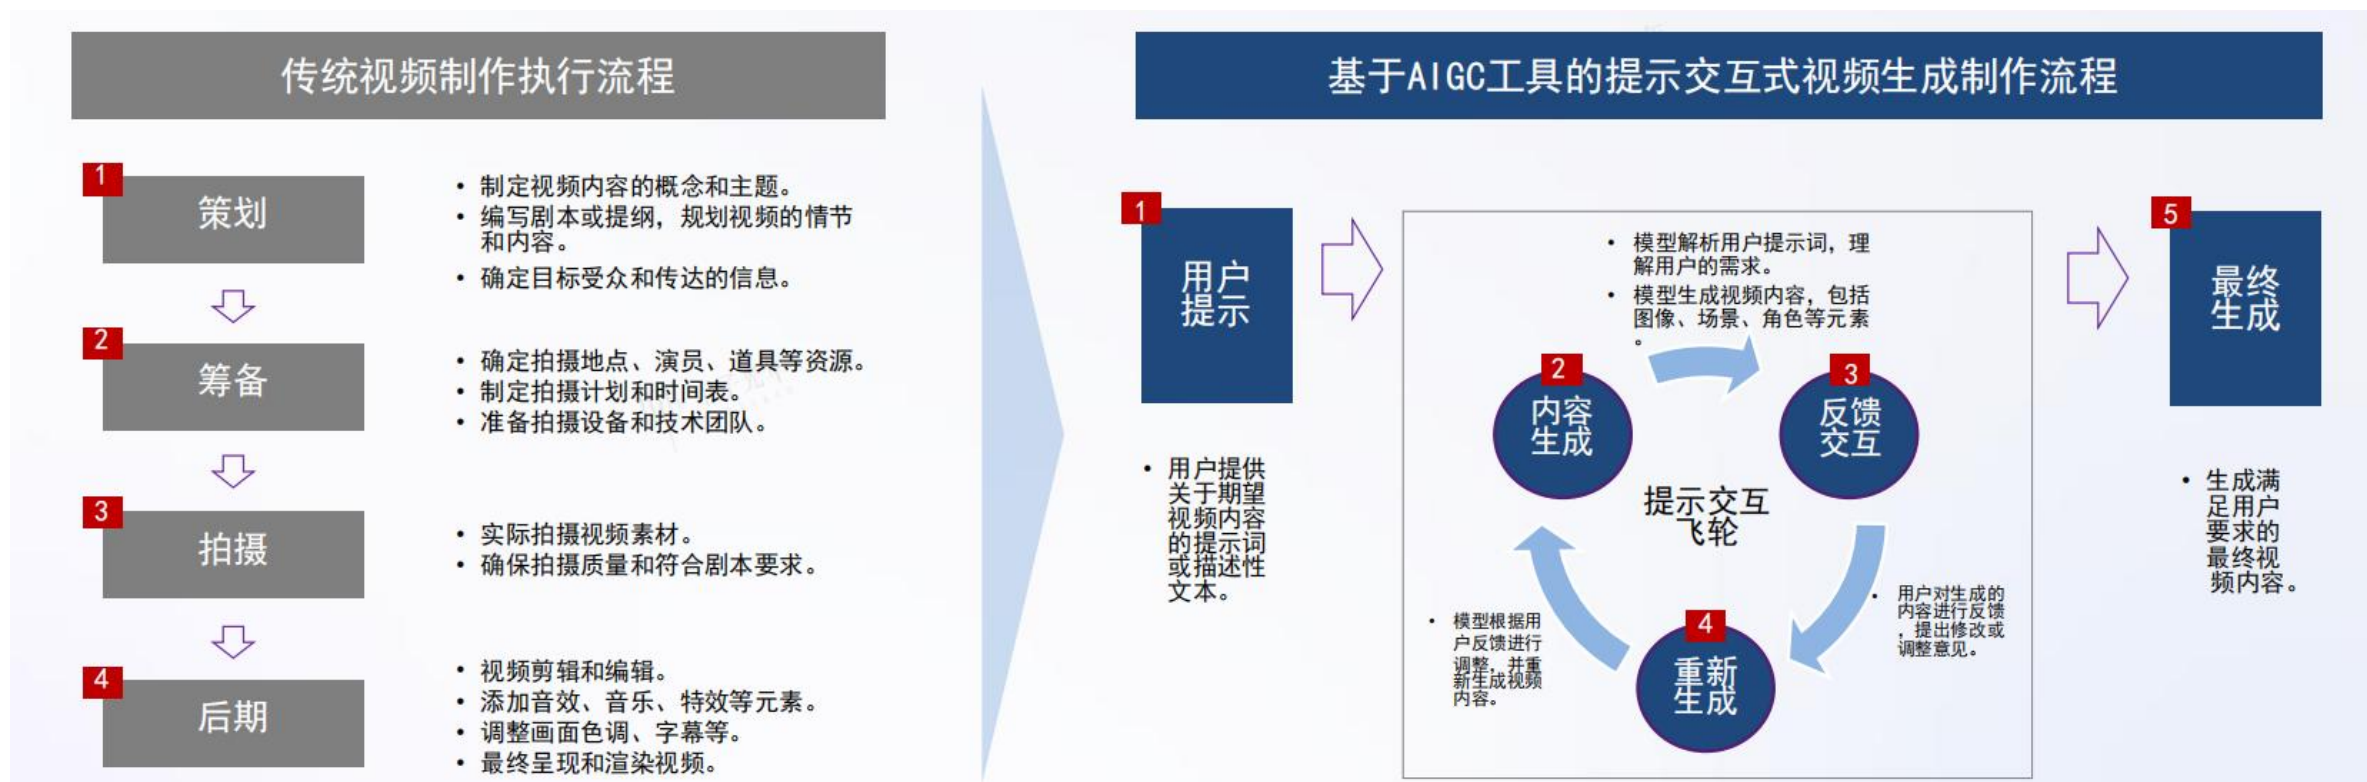 传统视频制作执行流程
1
策划
• 制定视频内容的概念和主题。
• 编写剧本或提纲，规划视频的情节
和内容。
• 确定目标受众和传达的信息。
2
筹备
• 确定拍摄地点、演员、道具等资源。
• 制定拍摄计划和时间表。
• 准备拍摄设备和技术团队。
3
拍摄
• 实际拍摄视频素材。
• 确保拍摄质量和符合剧本要求。
4
后期
• 视频剪辑和编辑。
• 添加音效、音乐、特效等元素。
• 调整画面色调、字幕等。
• 最终呈现和渲染视频。
基于AIGC工具的提示交互式视频生成制作流程
1
用户
提示
• 用户提供
关于期望
视频内容
的提示词
或描述性
文本。
• 模型解析用户提示词，理
解用户的需求。
• 模型生成视频内容，包括
图像、场景、角色等元素
。
2
内容
生成
3
反馈
交互
提示交互
飞轮
• 用户对生成的
内容进行反馈
，提出修改或
调整意见。
4
重新
生成
• 模型根据用
户反馈进行
调整，并重
新生成视频
内容。
5
最终
生成
• 生成满
足用户
要求的
最终视
频内容。